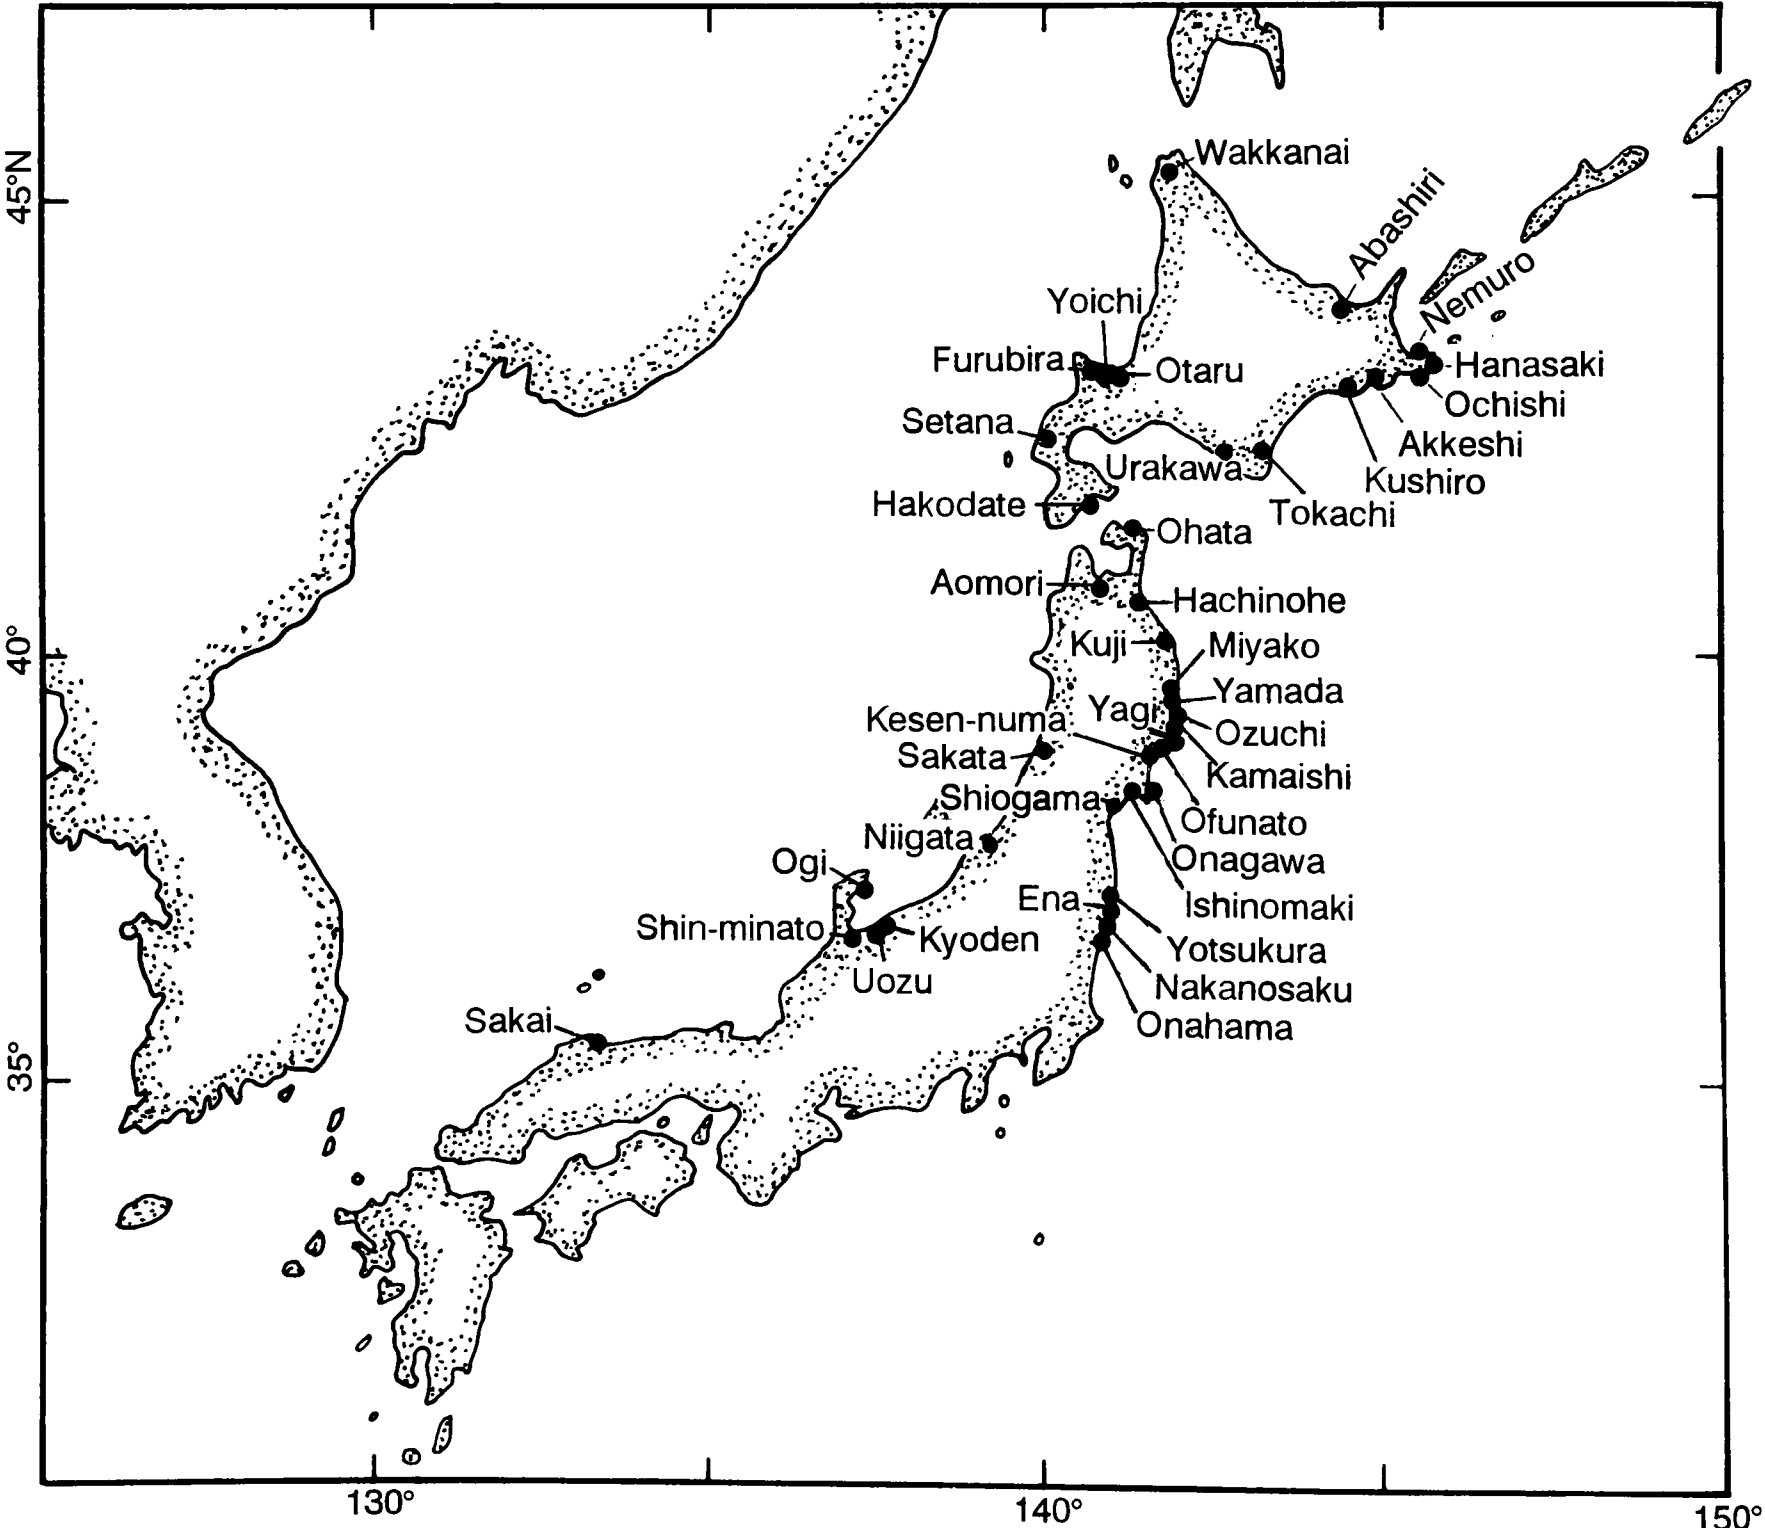 Wakkanai
45°N
Abashiri
Nemuro
Yoichi
Furubira
Otaru
Hanasaki
Ochishi
Setana
Akkeshi
Urakawa
Kushiro
Hakodate
Tokachi
Ohata
Aomori
Hachinohe
40°
Kuji
Miyako
Yamada
Yagi
Kesen-numa
Ozuchi
Sakata
Kamaishi
Shiogama
Ofunato
Niigata
Onagawa
Ogi
Ena
Ishinomaki
Shin-minato
Kyoden
Yotsukura
Uozu
Nakanosaku
Sakai
Onahama
35°
130°
140°
150°